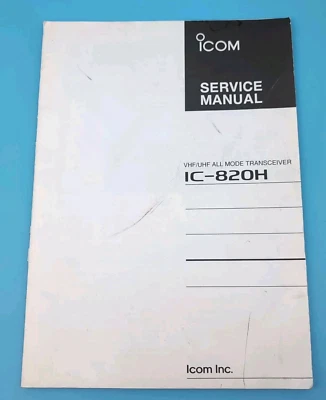 ICOM
SERVICE
MANUAL
VHF/UHF ALL MODE TRANSCEIVER
IC-820H
Icom Inc.